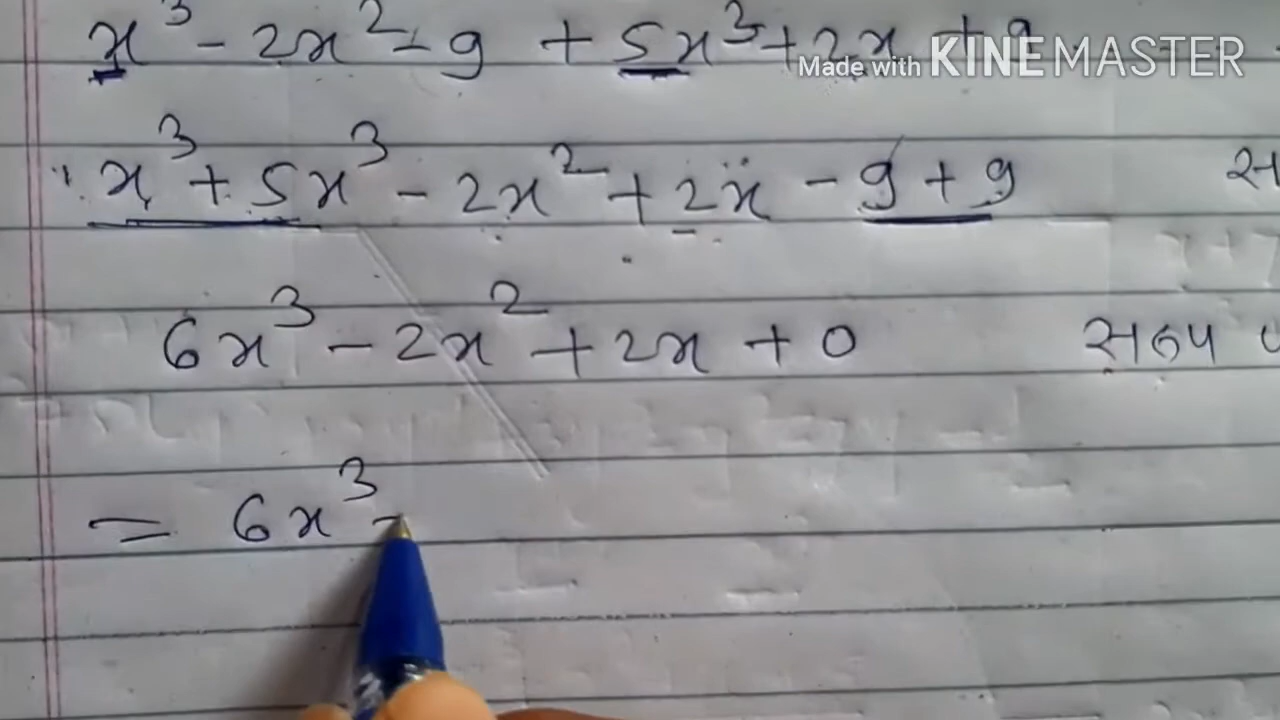 x³ - 2x² - 9 + 5x³ + 2x + 9
Made with KINEMASTER
x³ + 5x³ - 2x² + 2x - 9 + 9
6x³ - 2x² + 2x + 0
= 6x³ -